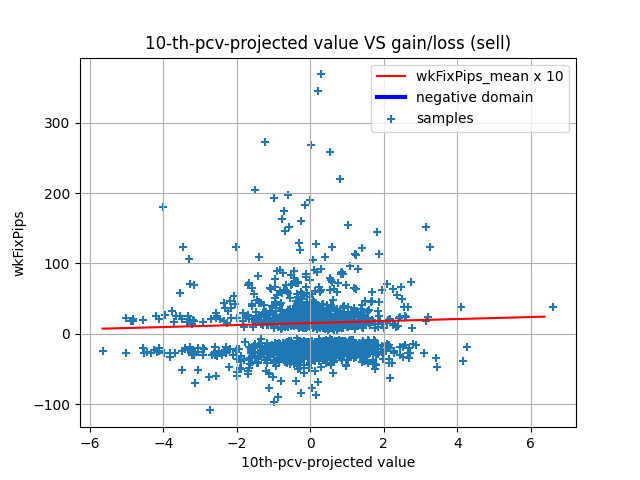 10-th-pcv-projected value VS gain/loss (sell)
wkFixPips_mean x 10
negative domain
samples
wkFixPips
300
200
100
0
−100
−6
−4
−2
0
2
4
6
10th-pcv-projected value